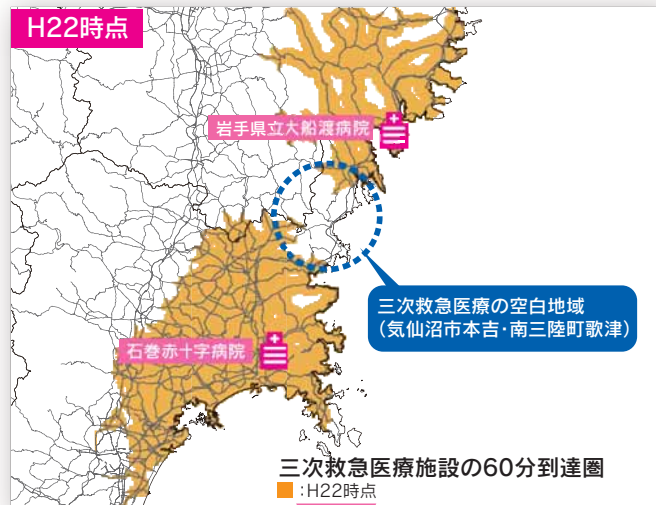 H22時点
岩手県立大船渡病院
三次救急医療の空白地域
(気仙沼市本吉・南三陸町歌津)
石巻赤十字病院
三次救急医療施設の60分到達圏
:H22時点